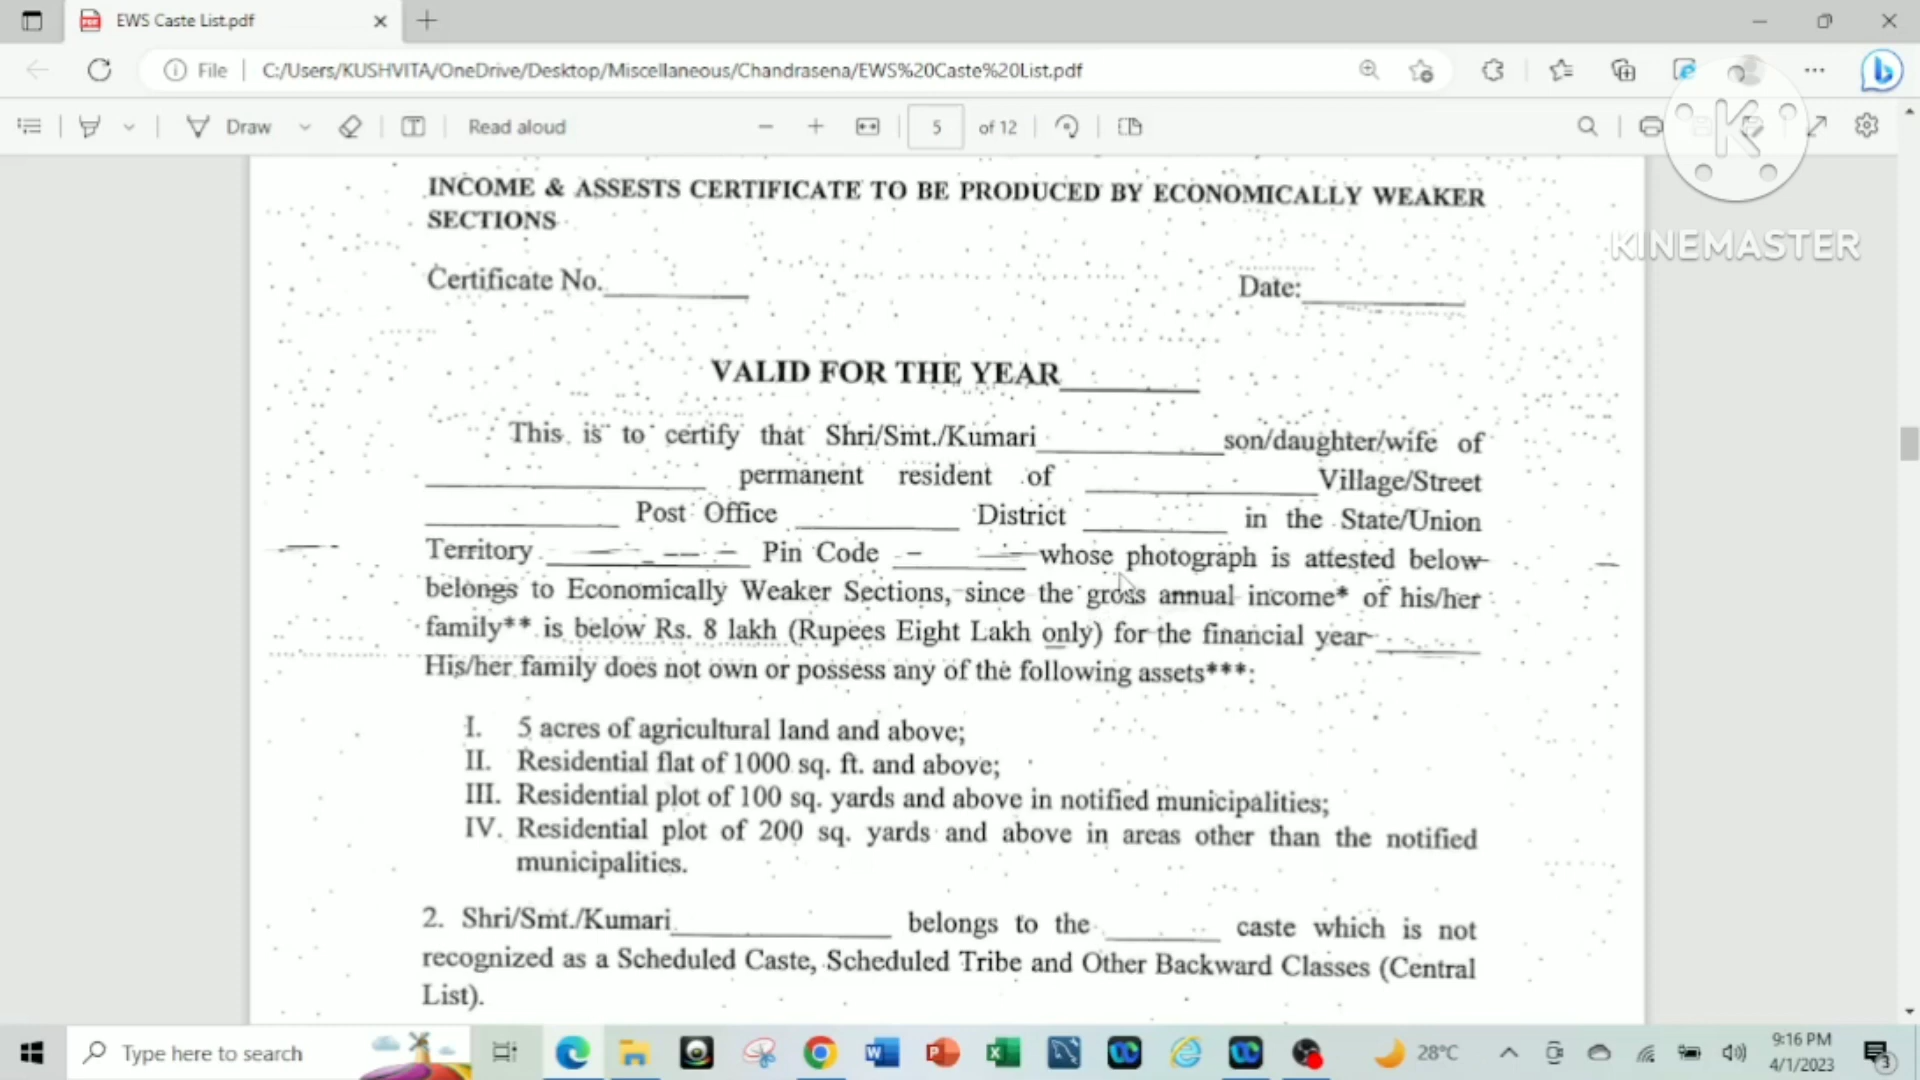 EWS Caste List.pdf
File C:/Users/KUSHVITA/OneDrive/Desktop/Miscellaneous/Chandrasena/EWS%20Caste%20List.pdf
Draw Read aloud 5 of 12
KINEMASTER
INCOME & ASSESTS CERTIFICATE TO BE PRODUCED BY ECONOMICALLY WEAKER
SECTIONS
Certificate No. Date:
VALID FOR THE YEAR
This is to certify that Shri/Smt./Kumari son/daughter/wife of
permanent resident of Village/Street
Post Office District in the State/Union
Territory Pin Code whose photograph is attested below
belongs to Economically Weaker Sections, since the gross annual income* of his/her
family** is below Rs. 8 lakh (Rupees Eight Lakh only) for the financial year
His/her family does not own or possess any of the following assets***:
I. 5 acres of agricultural land and above;
II. Residential flat of 1000 sq. ft. and above;
III. Residential plot of 100 sq. yards and above in notified municipalities;
IV. Residential plot of 200 sq. yards and above in areas other than the notified
municipalities.
2. Shri/Smt./Kumari belongs to the caste which is not
recognized as a Scheduled Caste, Scheduled Tribe and Other Backward Classes (Central
List).
Type here to search 28°C 9:16 PM
4/1/2023 3